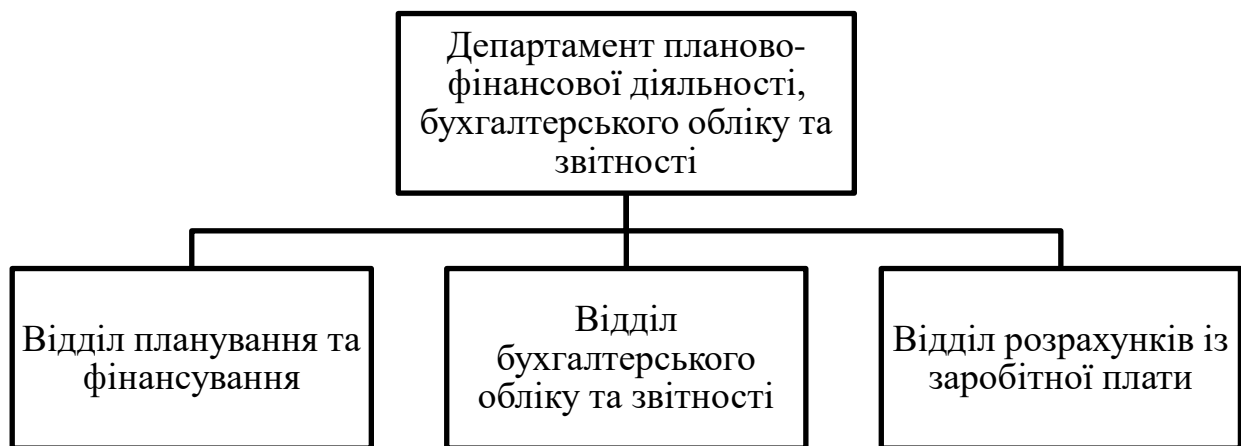 Департамент планово-
фінансової діяльності,
бухгалтерського обліку та
звітності
Відділ планування та
фінансування
Відділ
бухгалтерського
обліку та звітності
Відділ розрахунків із
заробітної плати